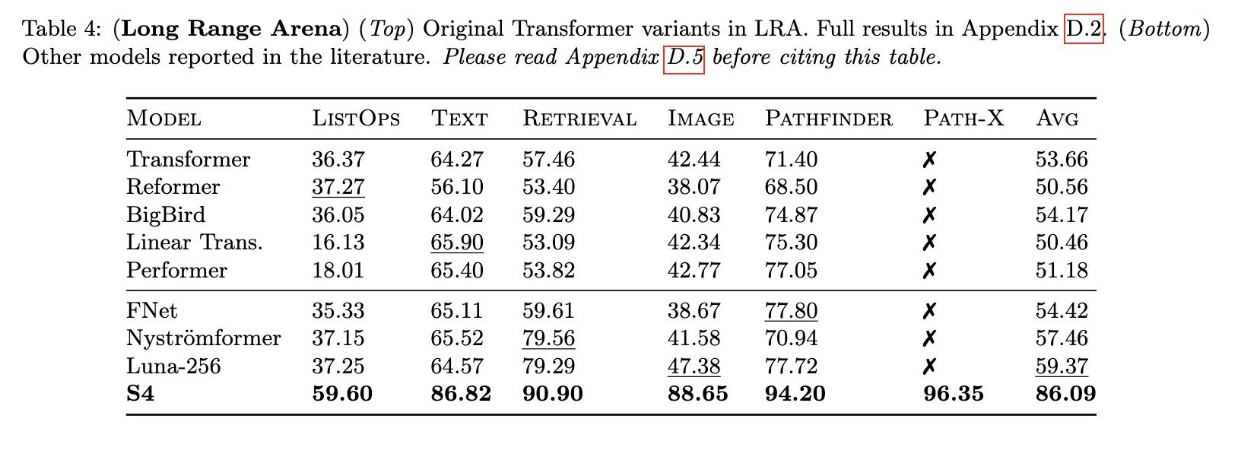 Table 4: (Long Range Arena) (Top) Original Transformer variants in LRA. Full results in Appendix D.2. (Bottom)
Other models reported in the literature. Please read Appendix D.5 before citing this table.
MODEL LISTOPS TEXT RETRIEVAL IMAGE PATHFINDER PATH-X AVG
Transformer 36.37 64.27 57.46 42.44 71.40 ✗ 53.66
Reformer 37.27 56.10 53.40 38.07 68.50 ✗ 50.56
BigBird 36.05 64.02 59.29 40.83 74.87 ✗ 54.17
Linear Trans. 16.13 65.90 53.09 42.34 75.30 ✗ 50.46
Performer 18.01 65.40 53.82 42.77 77.05 ✗ 51.18
FNet 35.33 65.11 59.61 38.67 77.80 ✗ 54.42
Nyströmformer 37.15 65.52 79.56 41.58 70.94 ✗ 57.46
Luna-256 37.25 64.57 79.29 47.38 77.72 ✗ 59.37
S4 59.60 86.82 90.90 88.65 94.20 96.35 86.09